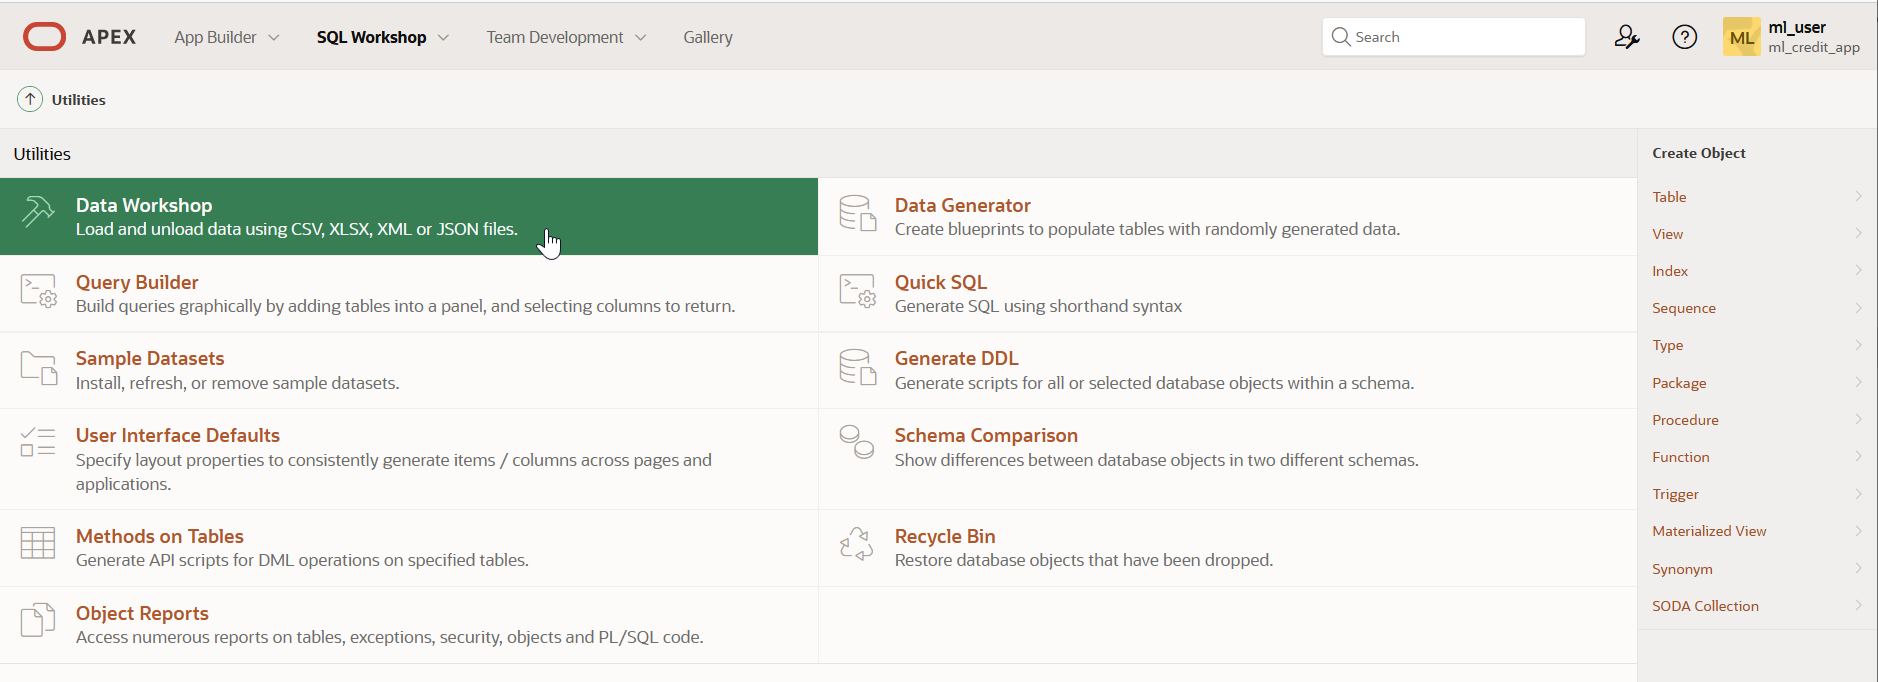 APEX
App Builder
SQL Workshop
Team Development
Gallery
Search
ML
ml_user
ml_credit_app
Utilities
Utilities
Data Workshop
Load and unload data using CSV, XLSX, XML or JSON files.
Data Generator
Create blueprints to populate tables with randomly generated data.
Query Builder
Build queries graphically by adding tables into a panel, and selecting columns to return.
Quick SQL
Generate SQL using shorthand syntax
Sample Datasets
Install, refresh, or remove sample datasets.
Generate DDL
Generate scripts for all or selected database objects within a schema.
User Interface Defaults
Specify layout properties to consistently generate items / columns across pages and
applications.
Schema Comparison
Show differences between database objects in two different schemas.
Methods on Tables
Generate API scripts for DML operations on specified tables.
Recycle Bin
Restore database objects that have been dropped.
Object Reports
Access numerous reports on tables, exceptions, security, objects and PL/SQL code.
Create Object
Table
View
Index
Sequence
Type
Package
Procedure
Function
Trigger
Materialized View
Synonym
SODA Collection